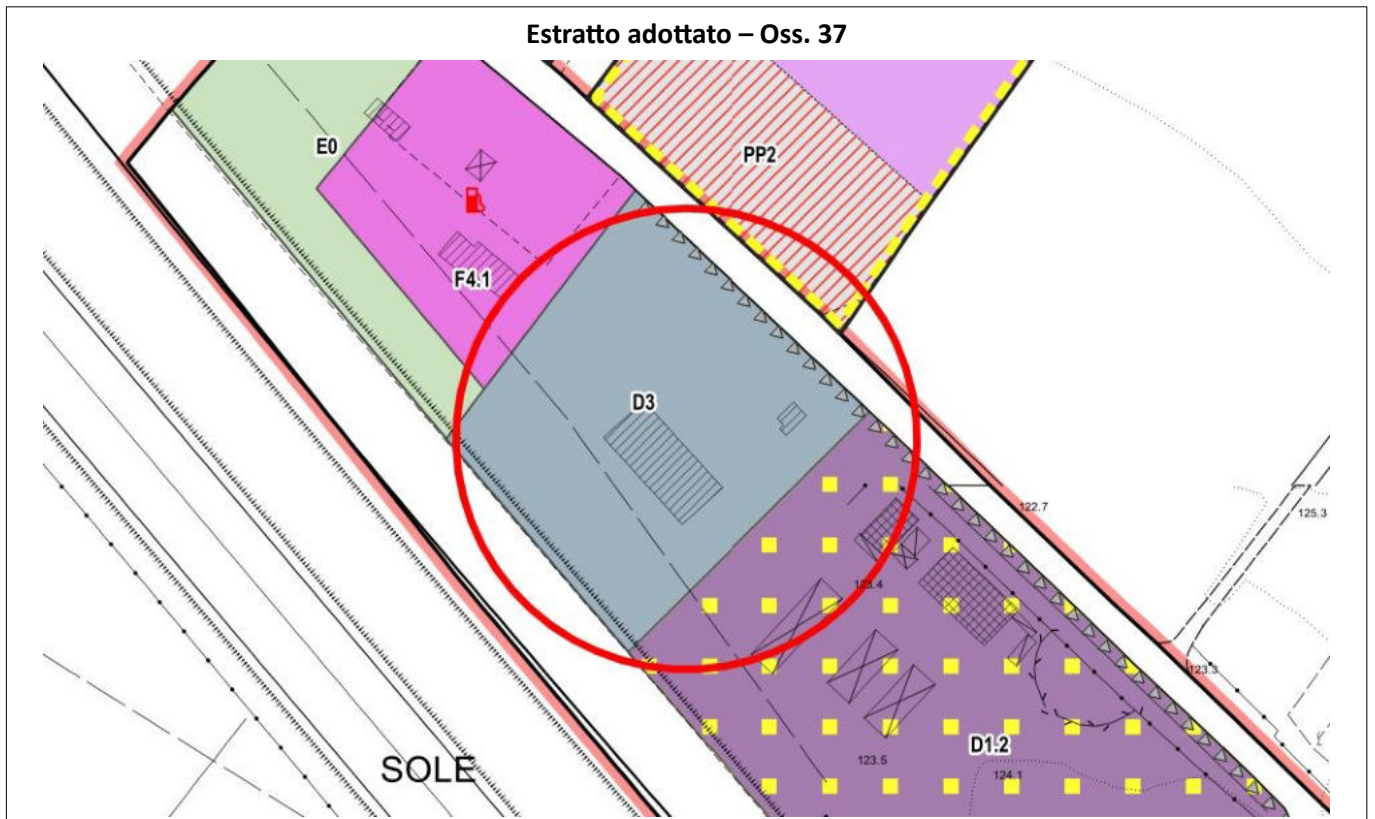 Estratto adottato – Oss. 37
E0
PP2
F4.1
D3
122.7
125.3
123.4
123.3
D1.2
123.5
124.1
SOLE